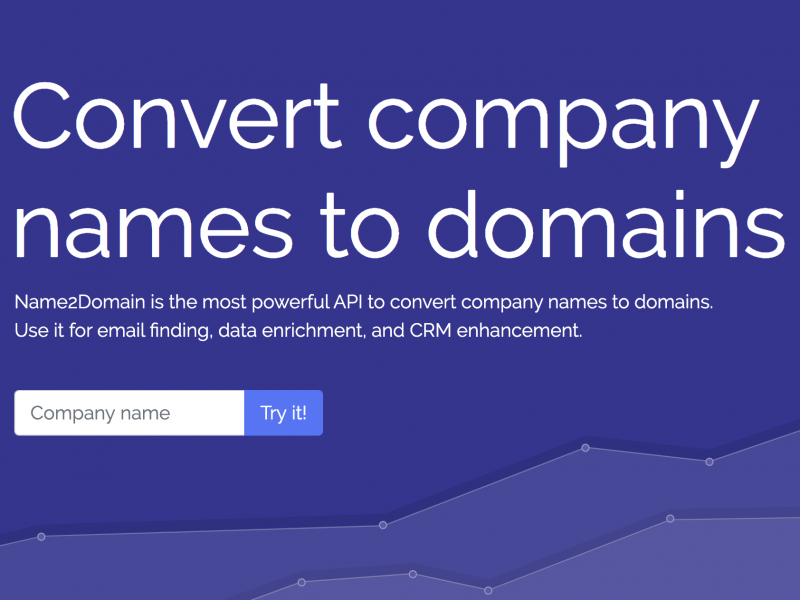 Convert company
names to domains
Name2Domain is the most powerful API to convert company names to domains.
Use it for email finding, data enrichment, and CRM enhancement.
Company name
Try it!